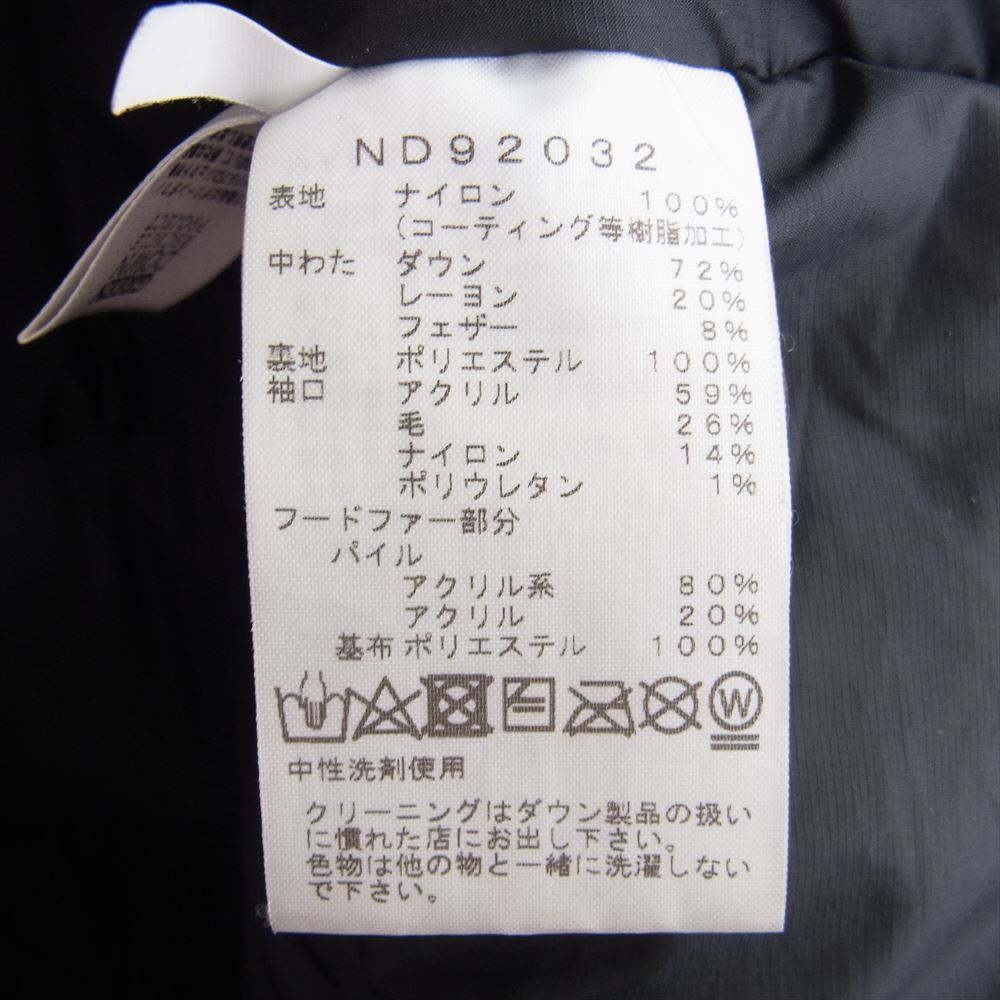 ND92032
表地 ナイロン 100%
(コーティング等樹脂加工)
中わた ダウン 72%
レーヨン 20%
フェザー 8%
裏地 ポリエステル 100%
袖口 アクリル 59%
毛 26%
ナイロン 14%
ポリウレタン 1%
フードファー部分
パイル
アクリル系 80%
アクリル 20%
基布 ポリエステル 100%
W
中性洗剤使用
クリーニングはダウン製品の扱い
に慣れた店にお出し下さい。
色物は他の物と一緒に洗濯しない
で下さい。